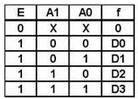 E A1 A0 f
0 X X 0
1 0 0 D0
1 0 1 D1
1 1 0 D2
1 1 1 D3